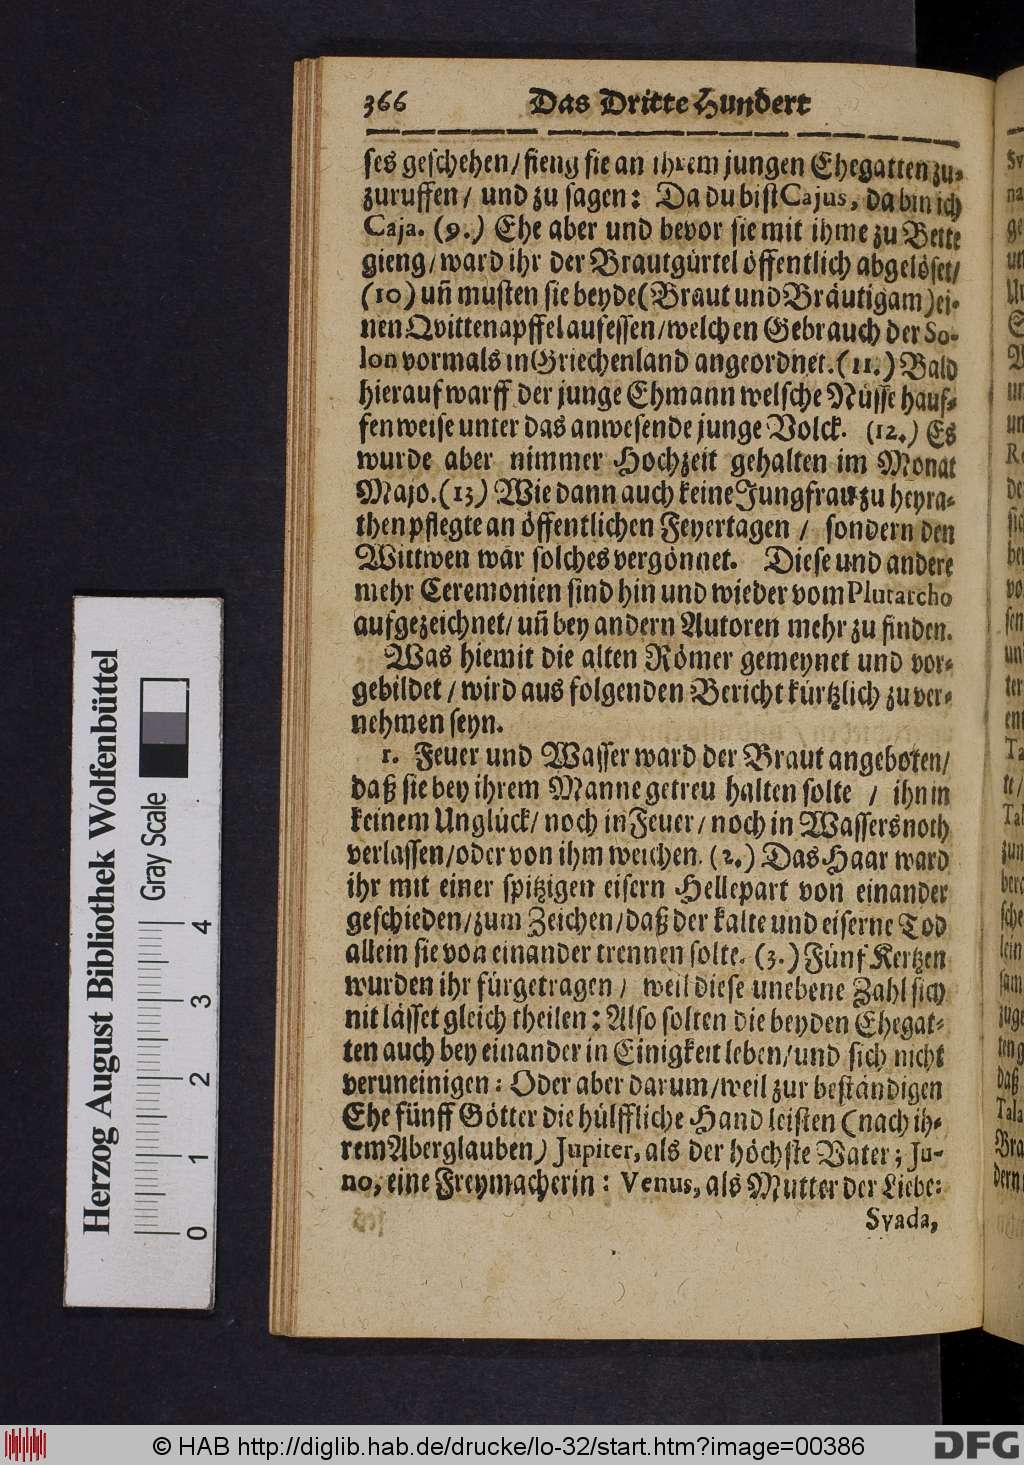 366 Das Dritte Hundert
ses geschehen/ fieng sie an ihrem jungen Ehegatten zu-
zuruffen/ und zu sagen: Da du bist Cajus, da bin ich
Caja. (9.) Ehe aber und bevor sie mit ihme zu Bette
gieng/ ward ihr der Brautgürtel öffentlich abgelöset/
(10) uñ musten sie beyde (Braut und Bräutigam) ei-
nen Qvittenapffel aufessen/ welchen Gebrauch der So-
lon vormals in Griechenland angeordnet. (11.) Bald
hierauf warff der junge Ehmann welsche Nüsse hauf-
fenweise unter das anwesende junge Volck. (12.) Es
wurde aber nimmer Hochzeit gehalten im Monat
Majo. (13) Wie dann auch keine Jungfrau zu heyra-
then pflegte an öffentlichen Feyertagen / sondern den
Wittwen war solches vergönnet. Diese und andere
mehr Ceremonien sind hin und wieder vom Plutarcho
aufgezeichnet/ uñ bey andern Autoren mehr zu finden.
Was hiemit die alten Römer gemeynet und vor-
gebildet / wird aus folgenden Bericht kürtzlich zu ver-
nehmen seyn.
1. Feuer und Wasser ward der Braut angeboten/
daß sie bey ihrem Manne getreu halten solte / ihn in
keinem Unglück/ noch in Feuer/ noch in Wassersnoth
verlassen/ oder von ihm weichen. (2.) Das Haar ward
ihr mit einer spitzigen eisern Hellepart von einander
geschieden/ zum Zeichen/ daß der kalte und eiserne Tod
allein sie von einander trennen solte. (3.) Fünf Kertzen
wurden ihr fürgetragen / weil diese unebene Zahl sich
nit lässet gleich theilen: Also solten die beyden Ehegat-
ten auch bey einander in Einigkeit leben/ und sich nicht
veruneinigen: Oder aber darum/ weil zur beständigen
Ehe fünff Götter die hülffliche Hand leisten (nach ih-
rem Aberglauben) Jupiter, als der höchste Vater; Ju-
no, eine Freymacherin: Venus, als Mutter der Liebe:
Svada,
Herzog August Bibliothek Wolfenbüttel
Gray Scale
0 1 2 3 4
© HAB http://diglib.hab.de/drucke/lo-32/start.htm?image=00386
DFG